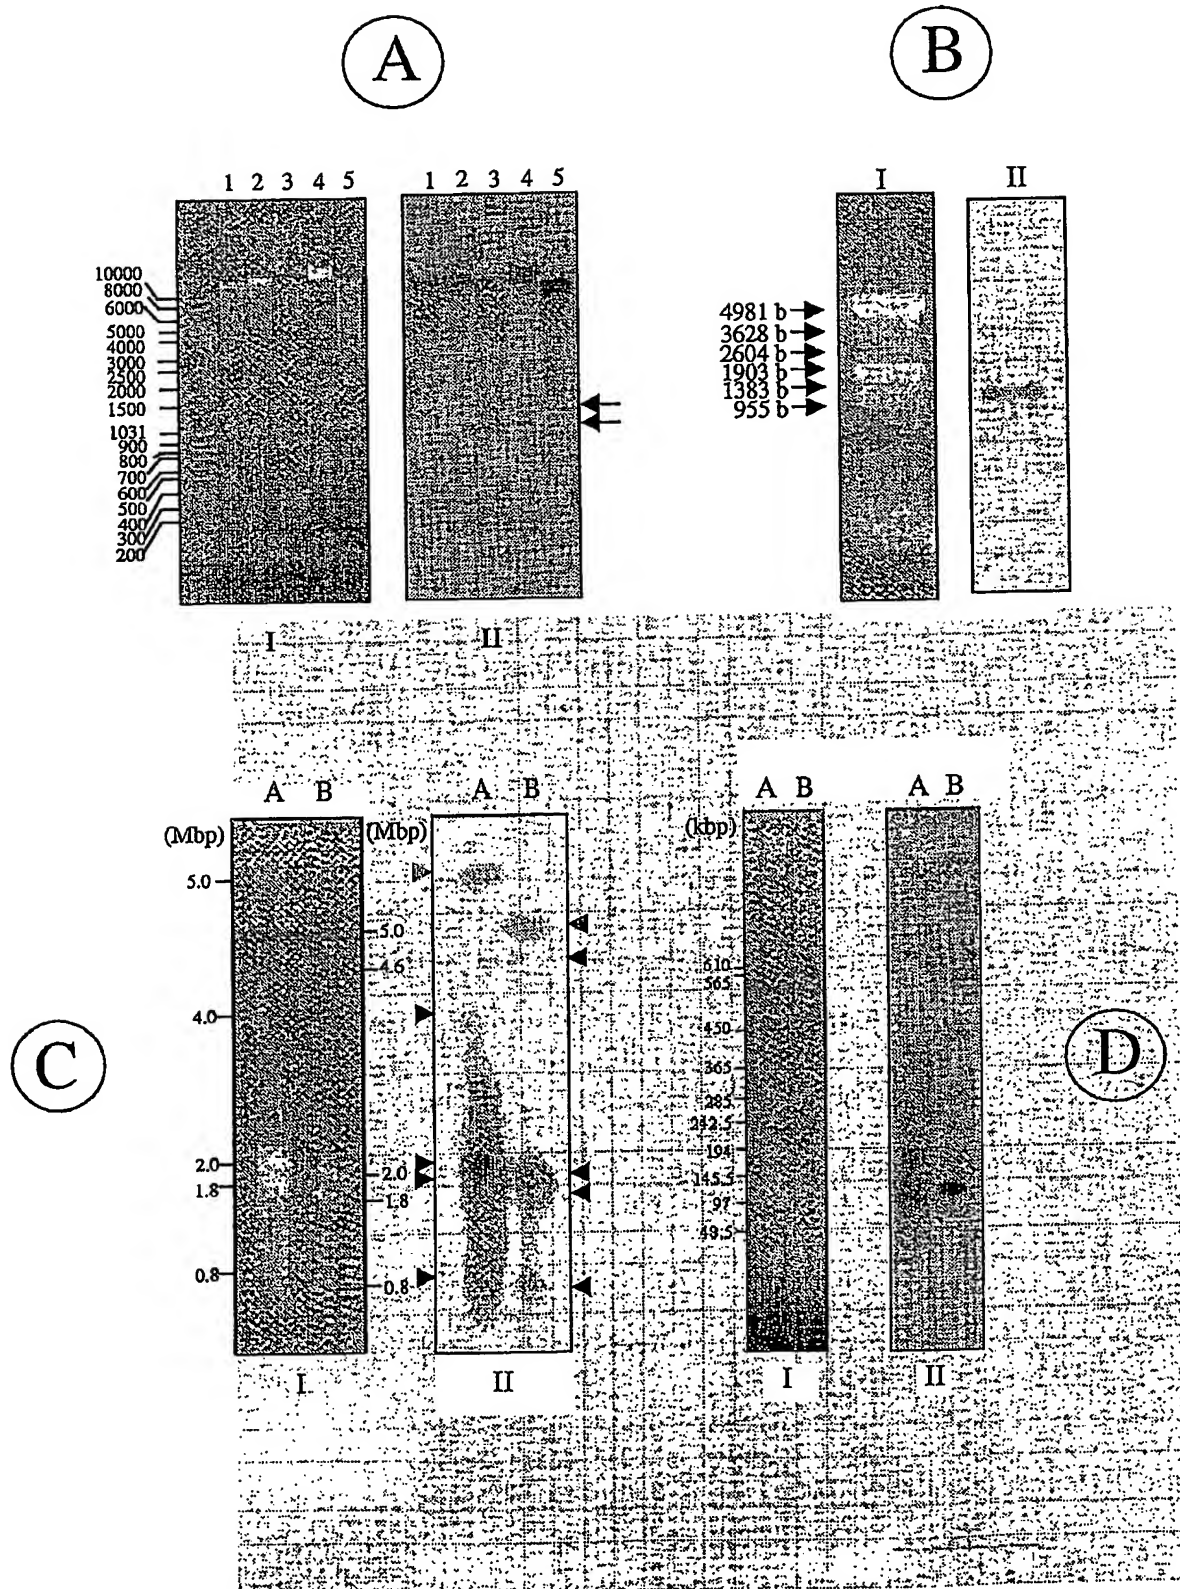 A
B
1 2 3 4 5
1 2 3 4 5
I
II
10000
8000
6000
5000
4000
3000
2500
2000
1500
1031
900
800
700
600
500
400
300
200
4981 b
3628 b
2604 b
1903 b
1383 b
955 b
I
II
A B
(Mbp)
5.0
4.0
2.0
1.8
0.8
I
A B
(Mbp)
5.0
4.6
2.0
1.8
0.8
II
C
A B
(kbp)
610
565
450
365
285
242.5
194
145.5
97
48.5
I
A B
II
D